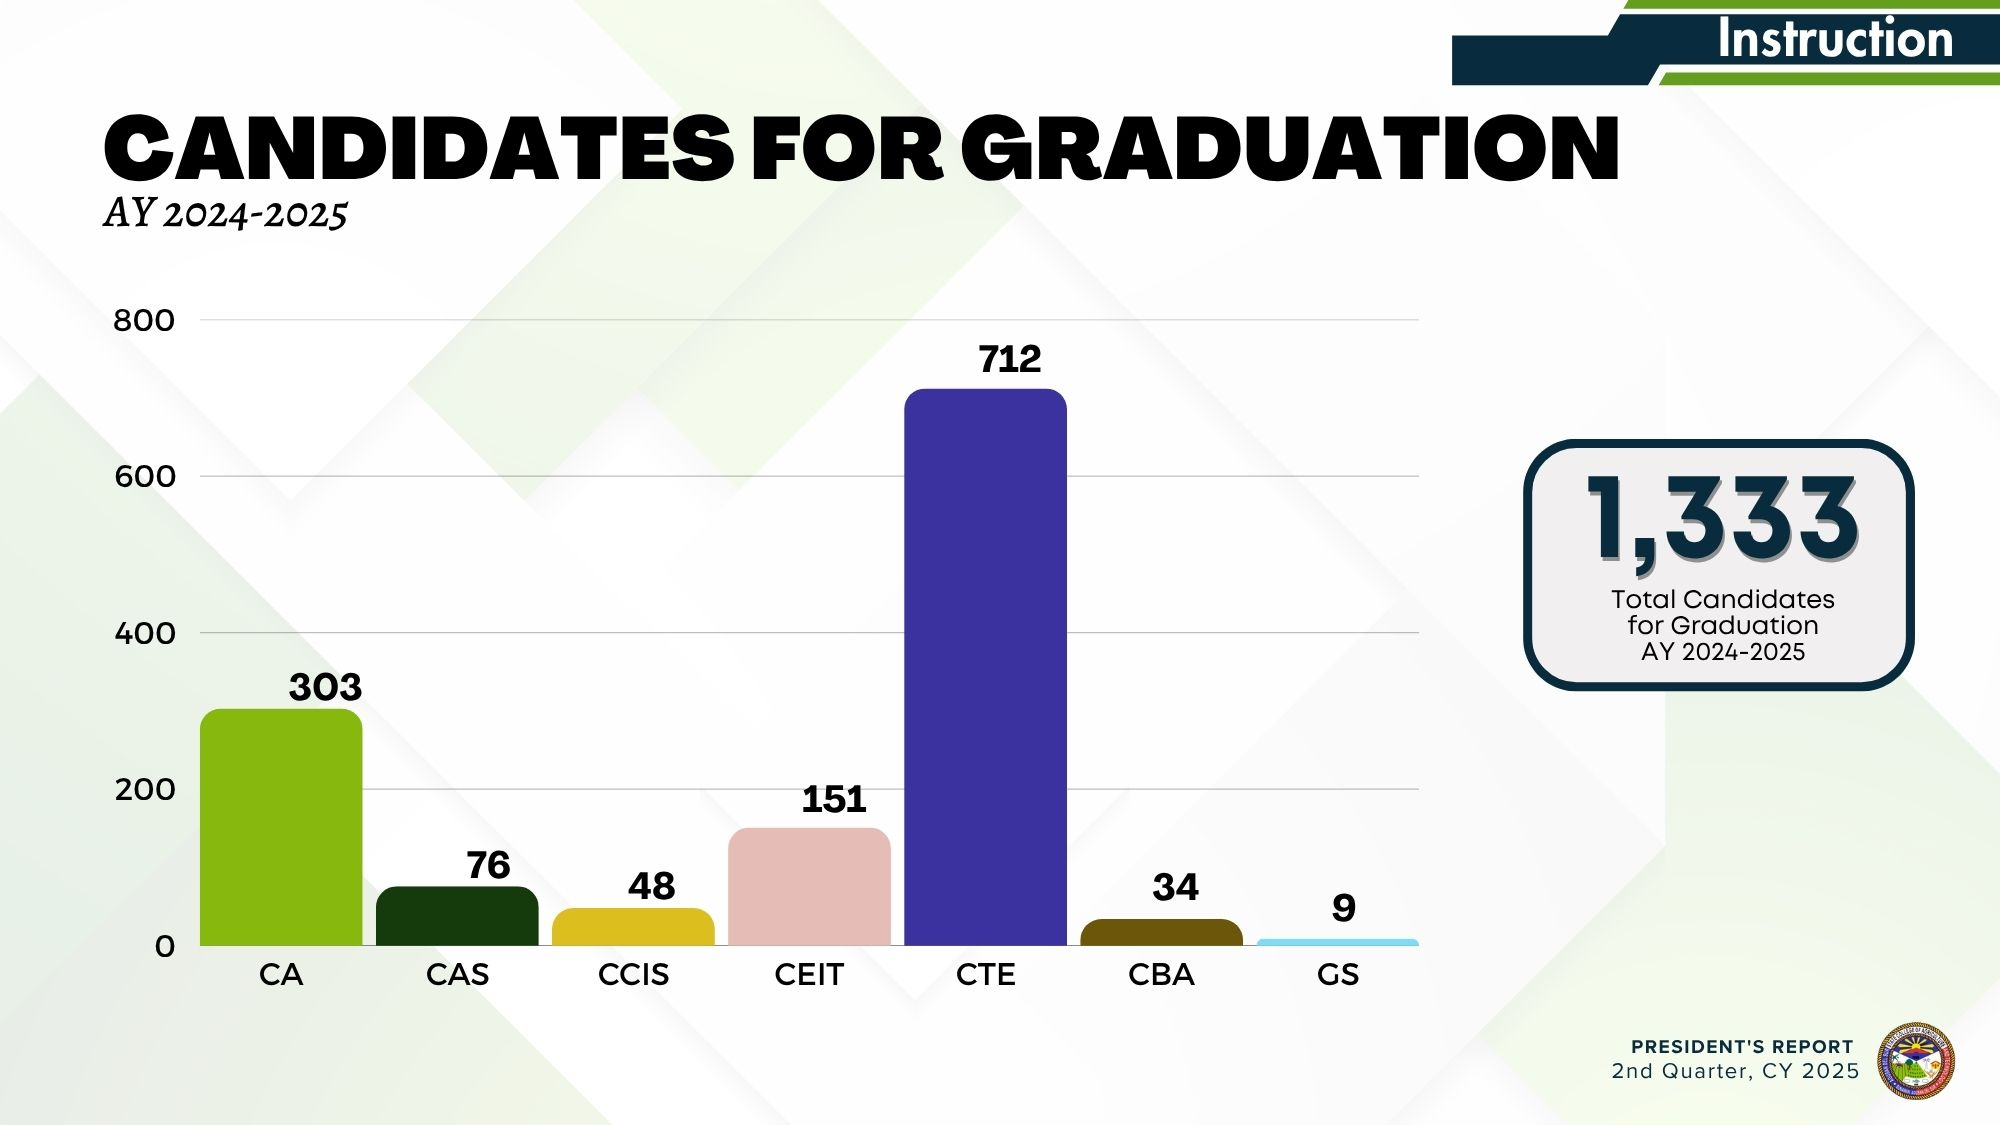 Instruction
CANDIDATES FOR GRADUATION
AY 2024-2025
800
600
400
200
0
303
76
48
151
712
34
9
CA
CAS
CCIS
CEIT
CTE
CBA
GS
1,333
Total Candidates
for Graduation
AY 2024-2025
PRESIDENT'S REPORT
2nd Quarter, CY 2025